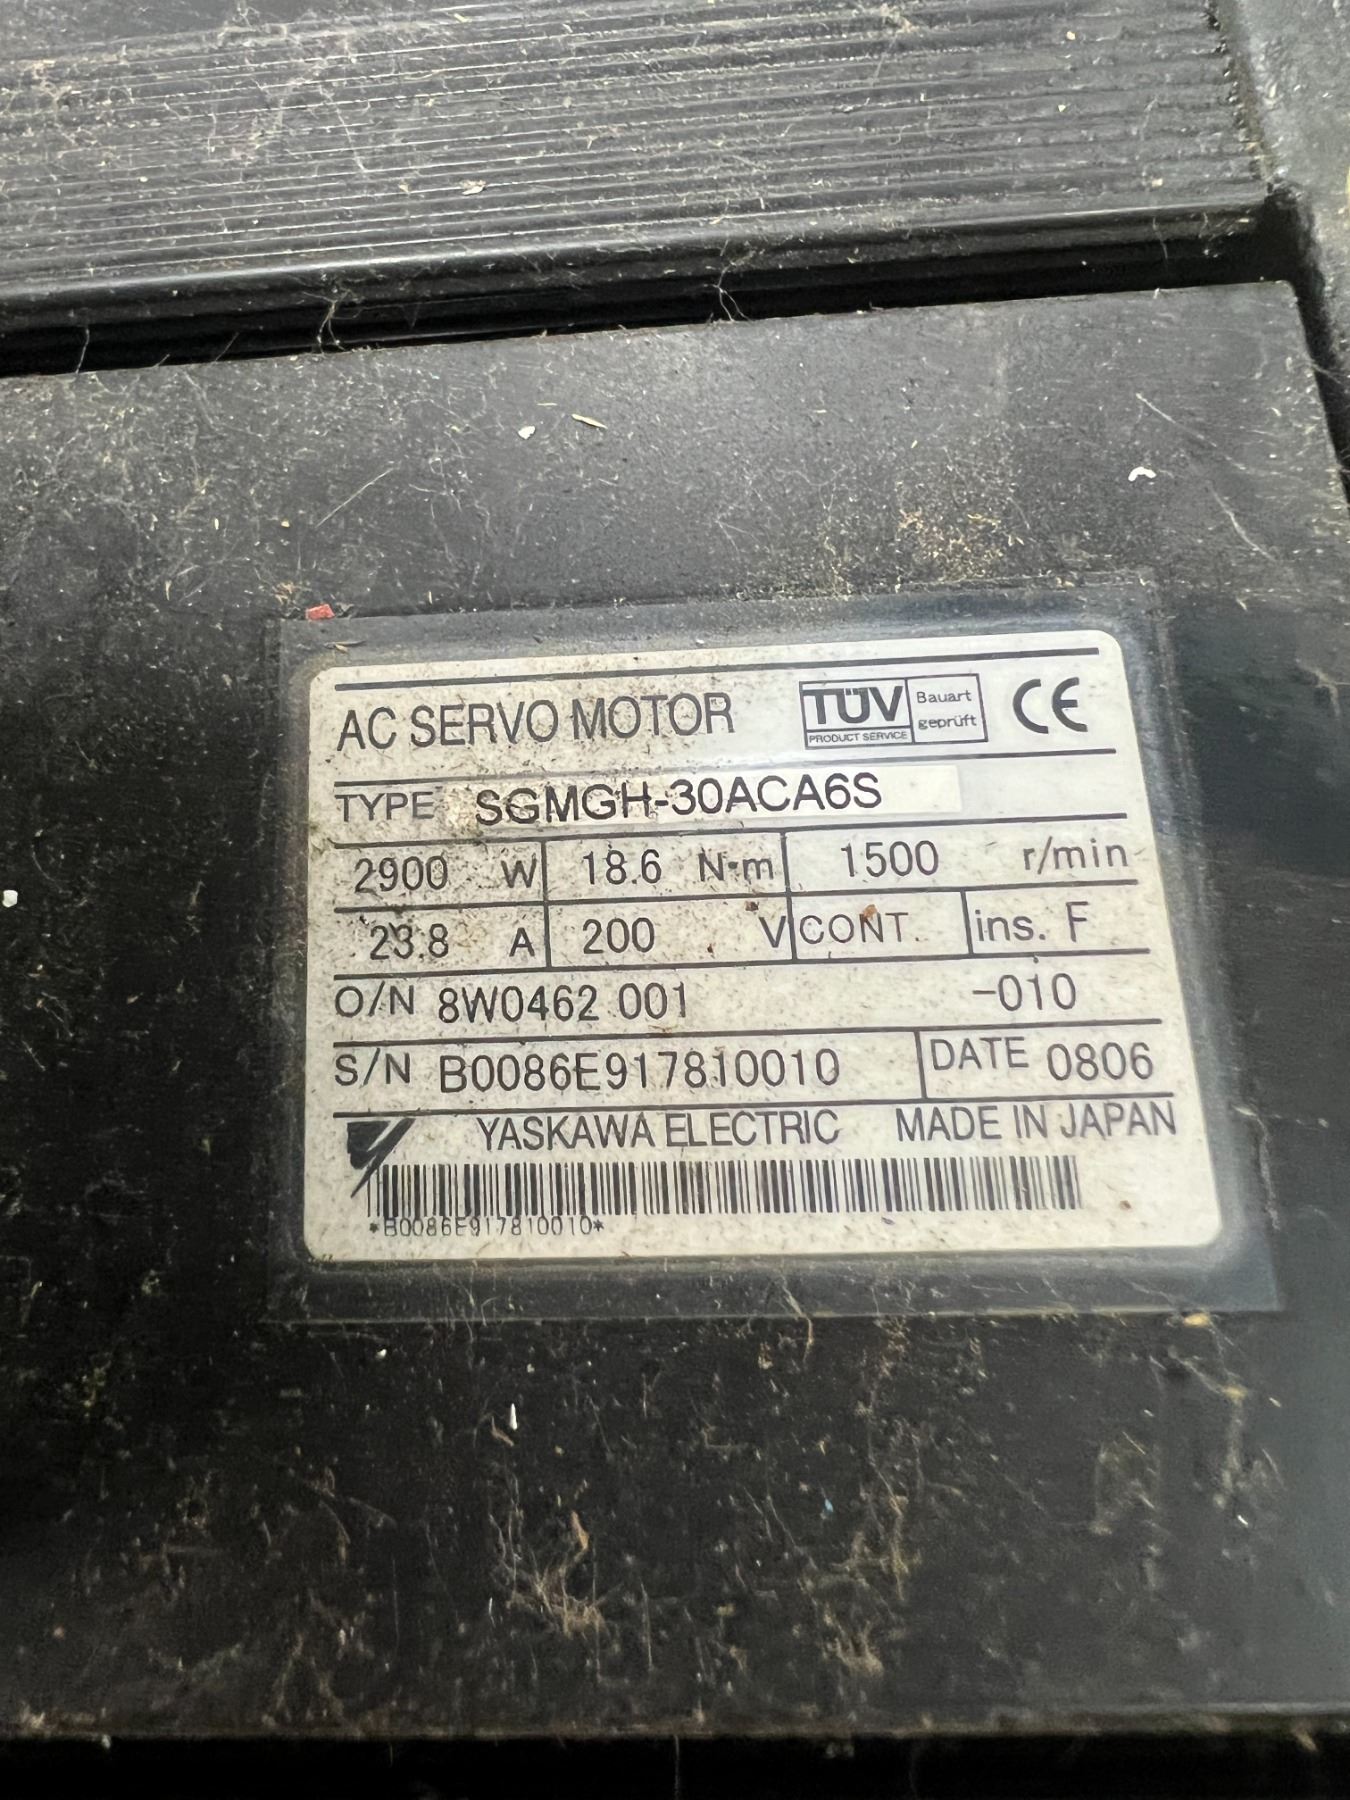 AC SERVO MOTOR TÜV PRODUCT SERVICE Bauart geprüft CE
TYPE SGMGH-30ACA6S
2900 W 18.6 N·m 1500 r/min
23.8 A 200 V CONT. ins. F
O/N 8W0462 001 -010
S/N B0086E917810010 DATE 0806
YASKAWA ELECTRIC MADE IN JAPAN
*B0086E917810010*